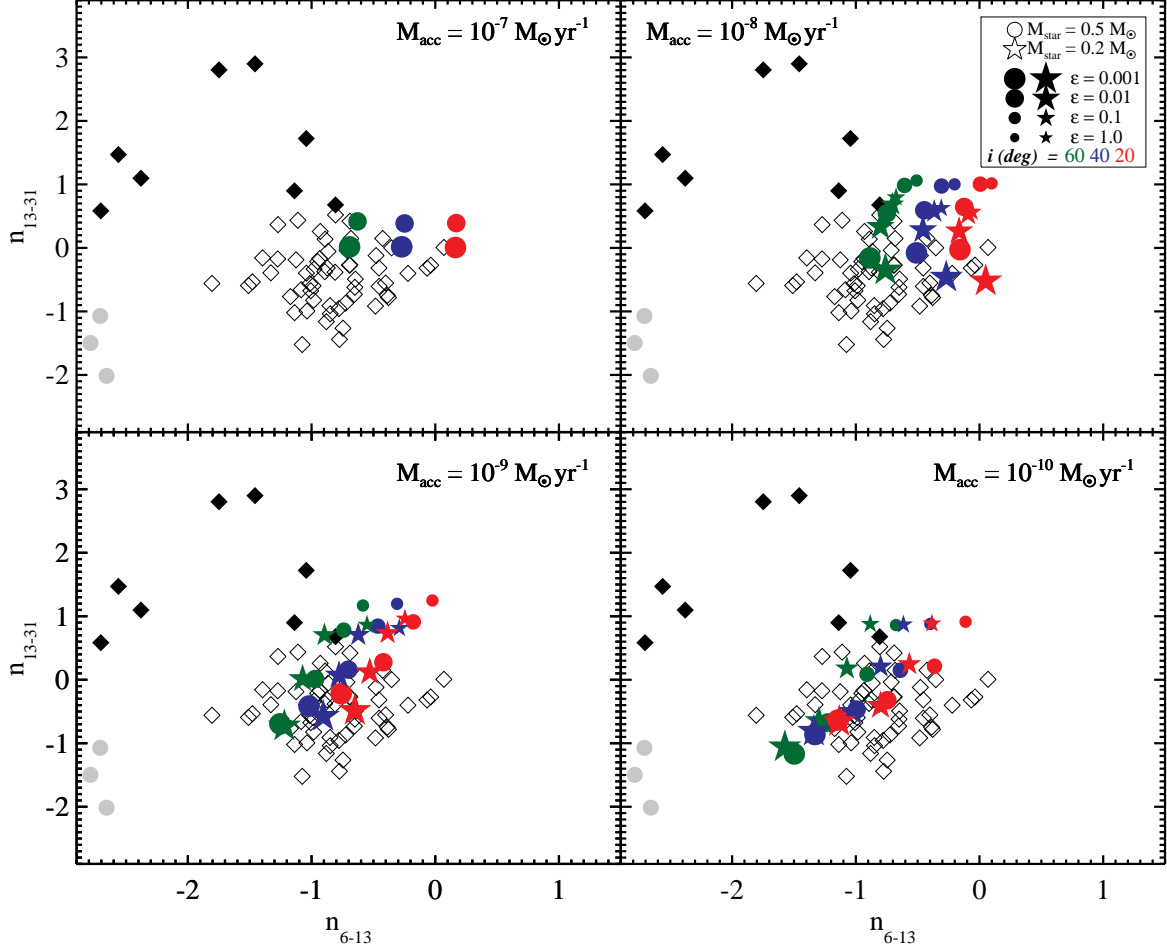 M_acc = 10^-7 M_⊙ yr^-1
M_acc = 10^-8 M_⊙ yr^-1
M_star = 0.5 M_⊙
M_star = 0.2 M_⊙
ε = 0.001
ε = 0.01
ε = 0.1
ε = 1.0
i (deg) = 60 40 20
3
2
1
0
-1
-2
n_13-31
M_acc = 10^-9 M_⊙ yr^-1
M_acc = 10^-10 M_⊙ yr^-1
3
2
1
0
-1
-2
n_13-31
-2 -1 0 1
-2 -1 0 1
n_6-13
n_6-13